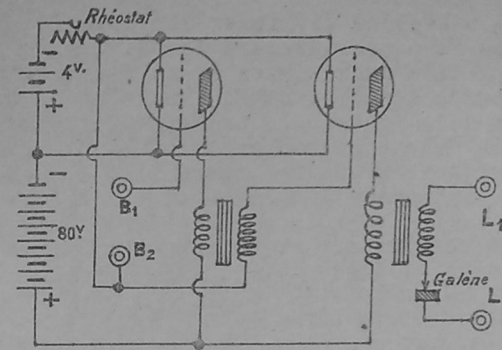 Rhéostat
-
4v.
+
-
80v
+
B1
B2
L1
Galène
L